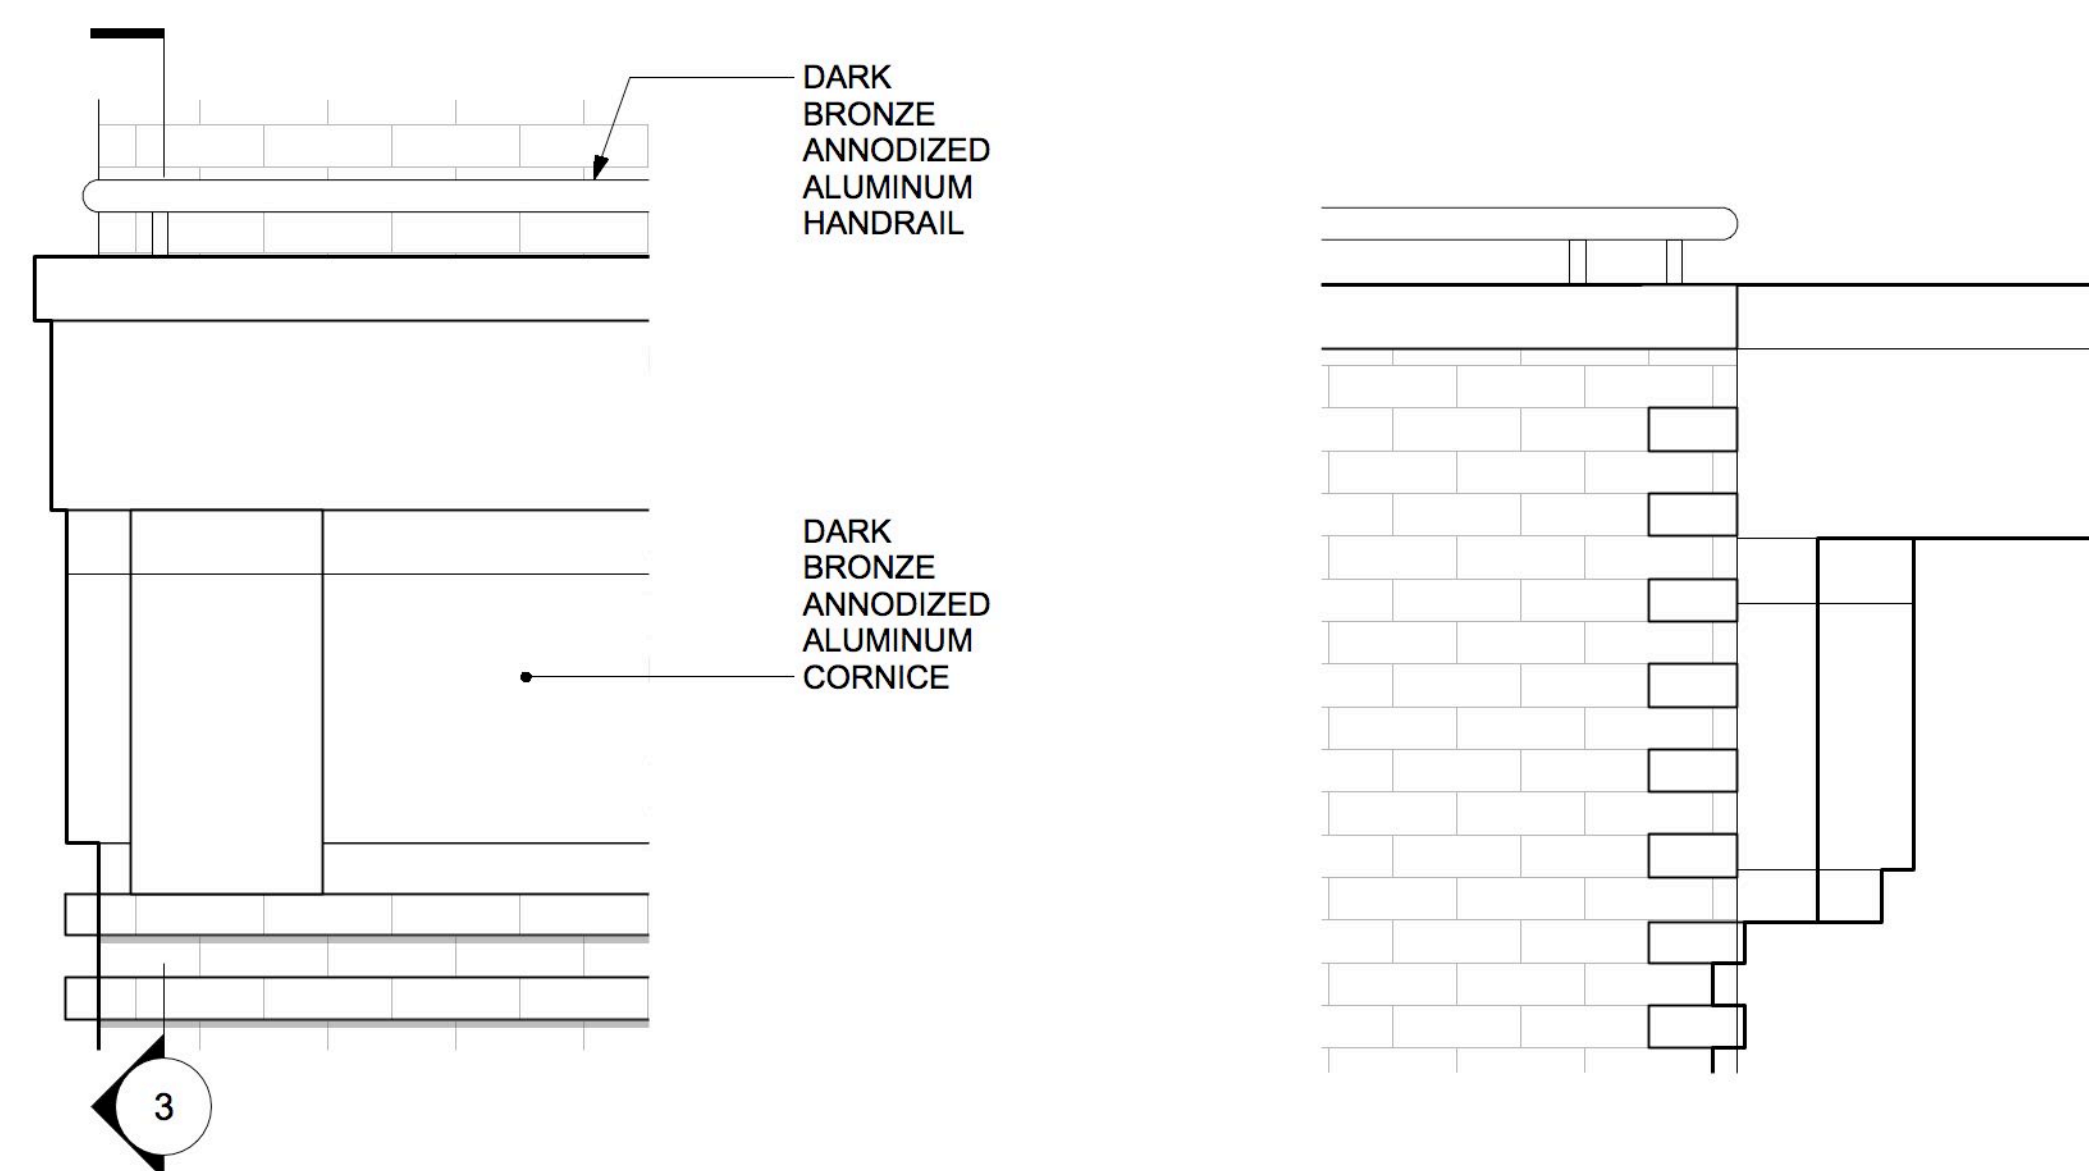 DARK
BRONZE
ANNODIZED
ALUMINUM
HANDRAIL
DARK
BRONZE
ANNODIZED
ALUMINUM
CORNICE
3